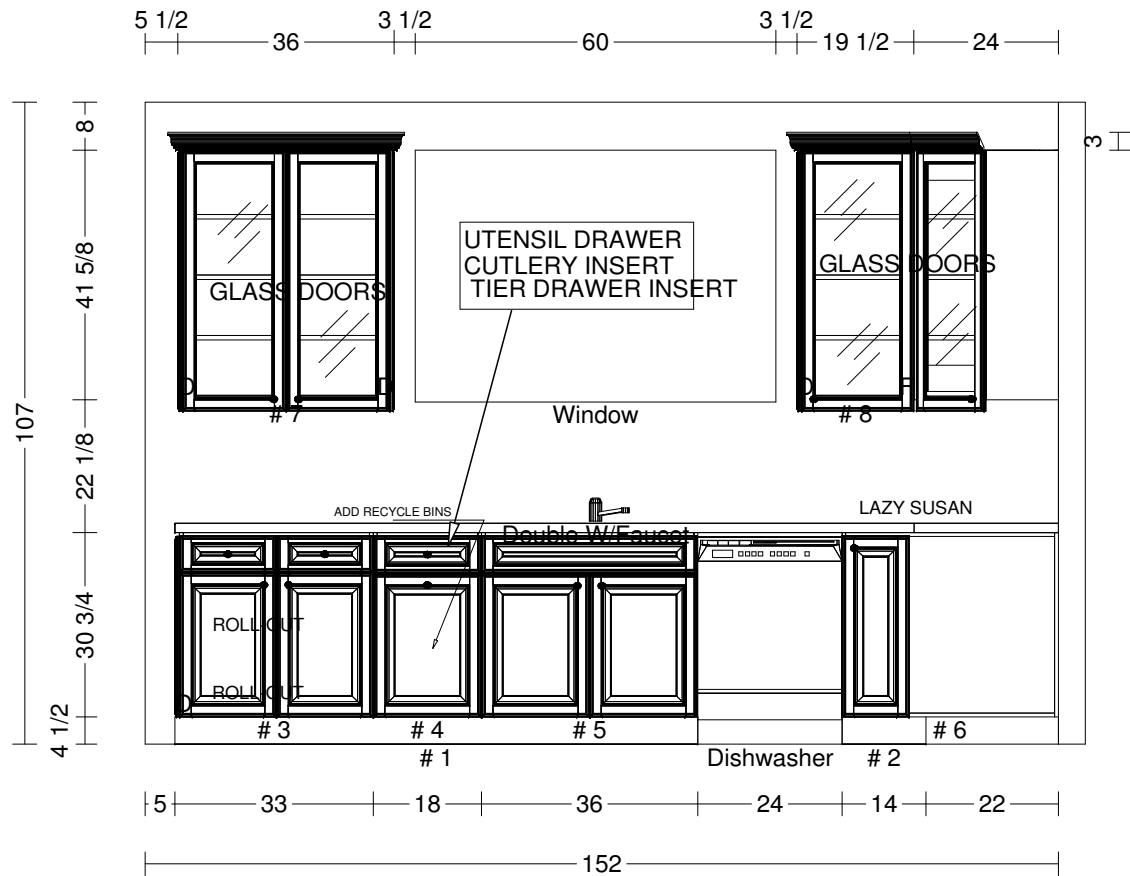 5 1/2
3 1/2
3 1/2
36
60
19 1/2
24
8
3
UTENSIL DRAWER
CUTLERY INSERT
TIER DRAWER INSERT
41 5/8
GLASS DOORS
GLASS DOORS
D
D
D
F
# 7
Window
# 8
107
22 1/8
ADD RECYCLE BINS
LAZY SUSAN
Double W/Faucet
30 3/4
ROLL-OUT
ROLL-OUT
D
4 1/2
# 3
# 4
# 5
# 6
# 1
Dishwasher
# 2
5
33
18
36
24
14
22
152